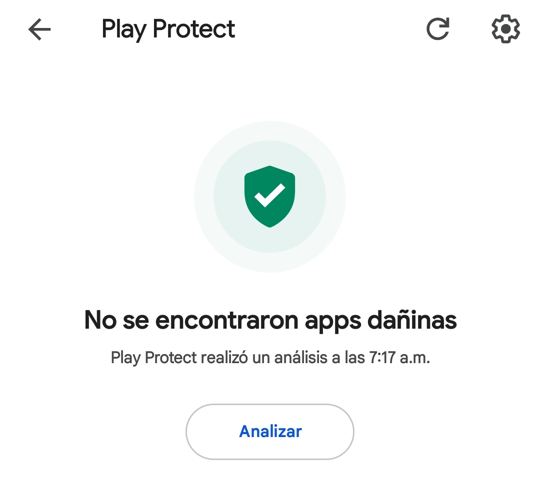 Play Protect
No se encontraron apps dañinas
Play Protect realizó un análisis a las 7:17 a.m.
Analizar